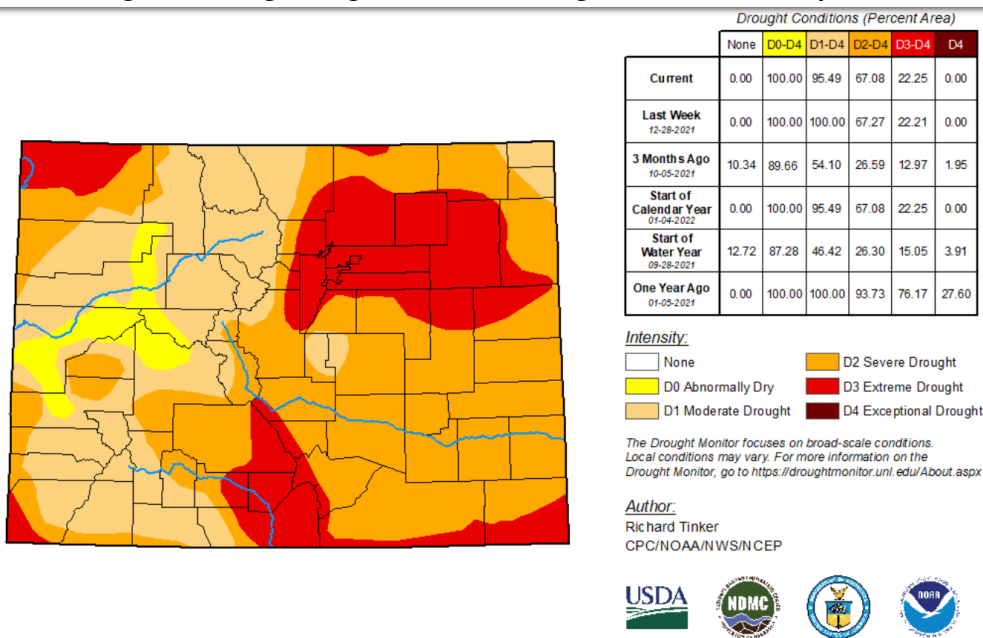 Drought Conditions (Percent Area)
None D0-D4 D1-D4 D2-D4 D3-D4 D4
Current 0.00 100.00 95.49 67.08 22.25 0.00
Last Week
12-28-2021
0.00 100.00 100.00 67.27 22.21 0.00
3 Months Ago
10-05-2021
10.34 89.66 54.10 26.59 12.97 1.95
Start of
Calendar Year
01-04-2022
0.00 100.00 95.49 67.08 22.25 0.00
Start of
Water Year
09-28-2021
12.72 87.28 46.42 26.30 15.05 3.91
One Year Ago
01-05-2021
0.00 100.00 100.00 93.73 76.17 27.60
Intensity:
None
D2 Severe Drought
D0 Abnormally Dry
D3 Extreme Drought
D1 Moderate Drought
D4 Exceptional Drought
The Drought Monitor focuses on broad-scale conditions.
Local conditions may vary. For more information on the
Drought Monitor, go to https://droughtmonitor.unl.edu/About.aspx
Author:
Richard Tinker
CPC/NOAA/NWS/NCEP
USDA
NDMC
NOAA